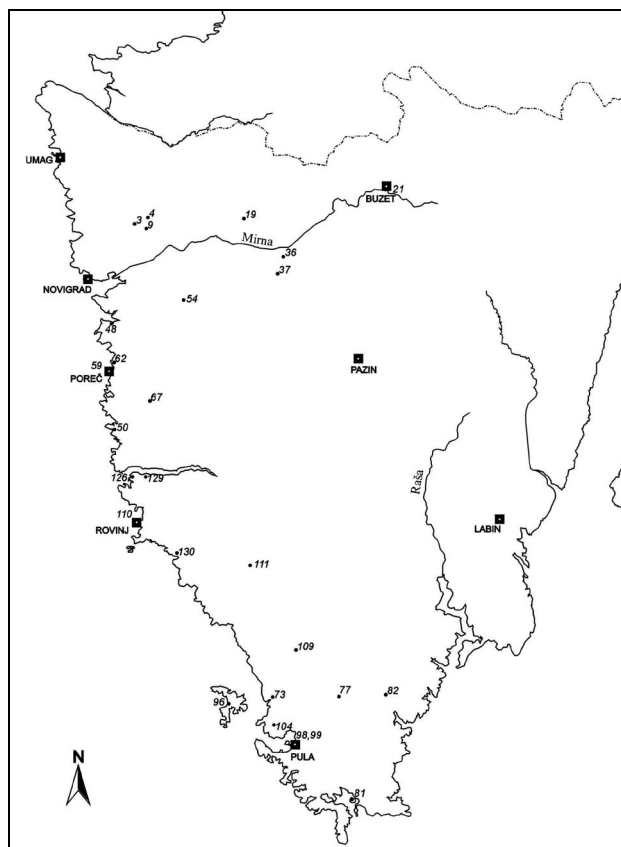 UMAG
21
BUZET
4
3
9
19
Mirna
36
37
NOVIGRAD
54
48
62
59
POREČ
PAZIN
67
50
Raša
126
129
110
ROVINJ
LABIN
130
111
109
73
77
82
96
104
98,99
PULA
N
81